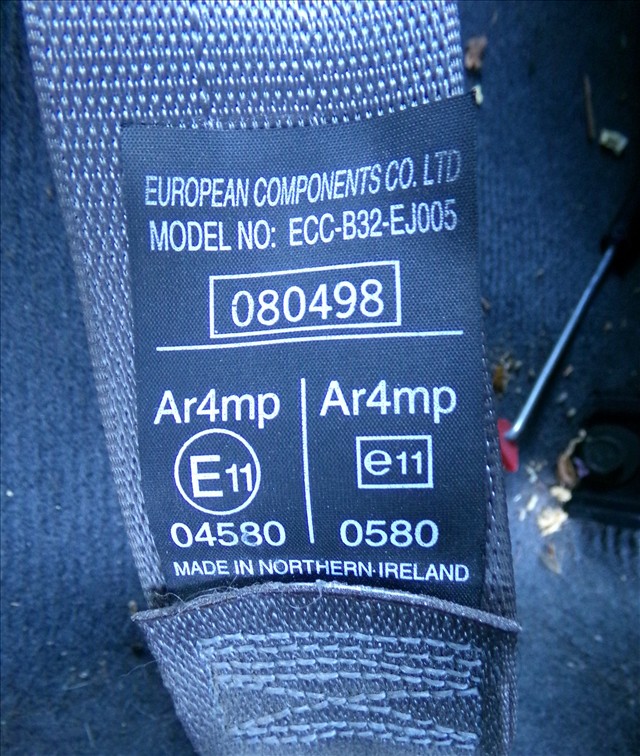 EUROPEAN COMPONENTS CO. LTD
MODEL NO: ECC-B32-EJ005
080498
Ar4mp Ar4mp
E11 e11
04580 0580
MADE IN NORTHERN-IRELAND